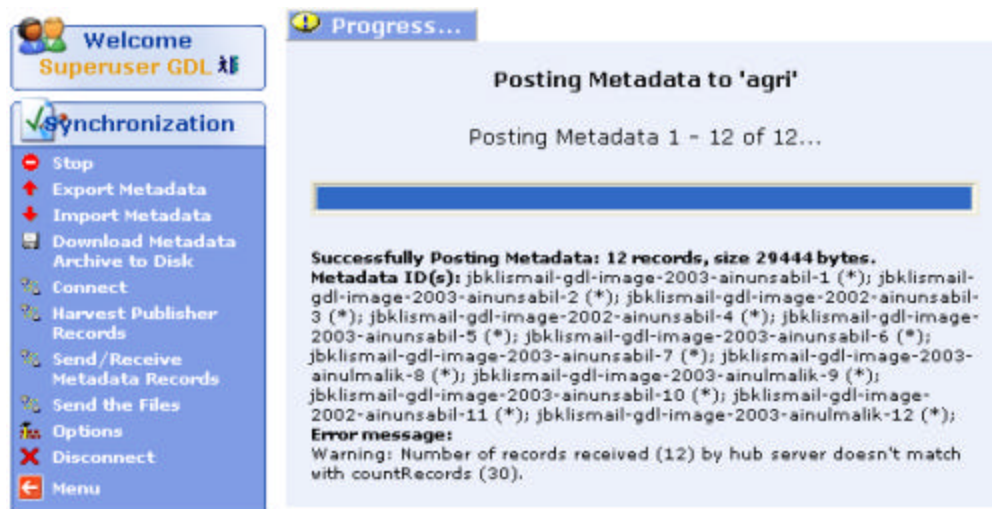 Welcome
Superuser GDL
Synchronization
Stop
Export Metadata
Import Metadata
Download Metadata
Archive to Disk
Connect
Harvest Publisher
Records
Send/Receive
Metadata Records
Send the Files
Options
Disconnect
Menu
Progress...
Posting Metadata to 'agri'
Posting Metadata 1 - 12 of 12...
Successfully Posting Metadata: 12 records, size 29444 bytes.
Metadata ID(s): jbklismail-gdl-image-2003-ainunsabil-1 (*); jbklismail-
gdl-image-2003-ainunsabil-2 (*); jbklismail-gdl-image-2002-ainunsabil-
3 (*); jbklismail-gdl-image-2002-ainunsabil-4 (*); jbklismail-gdl-image-
2003-ainunsabil-5 (*); jbklismail-gdl-image-2003-ainunsabil-6 (*);
jbklismail-gdl-image-2003-ainunsabil-7 (*); jbklismail-gdl-image-2003-
ainulmalik-8 (*); jbklismail-gdl-image-2003-ainulmalik-9 (*);
jbklismail-gdl-image-2003-ainunsabil-10 (*); jbklismail-gdl-image-
2002-ainunsabil-11 (*); jbklismail-gdl-image-2003-ainulmalik-12 (*);
Error message:
Warning: Number of records received (12) by hub server doesn't match
with countRecords (30).